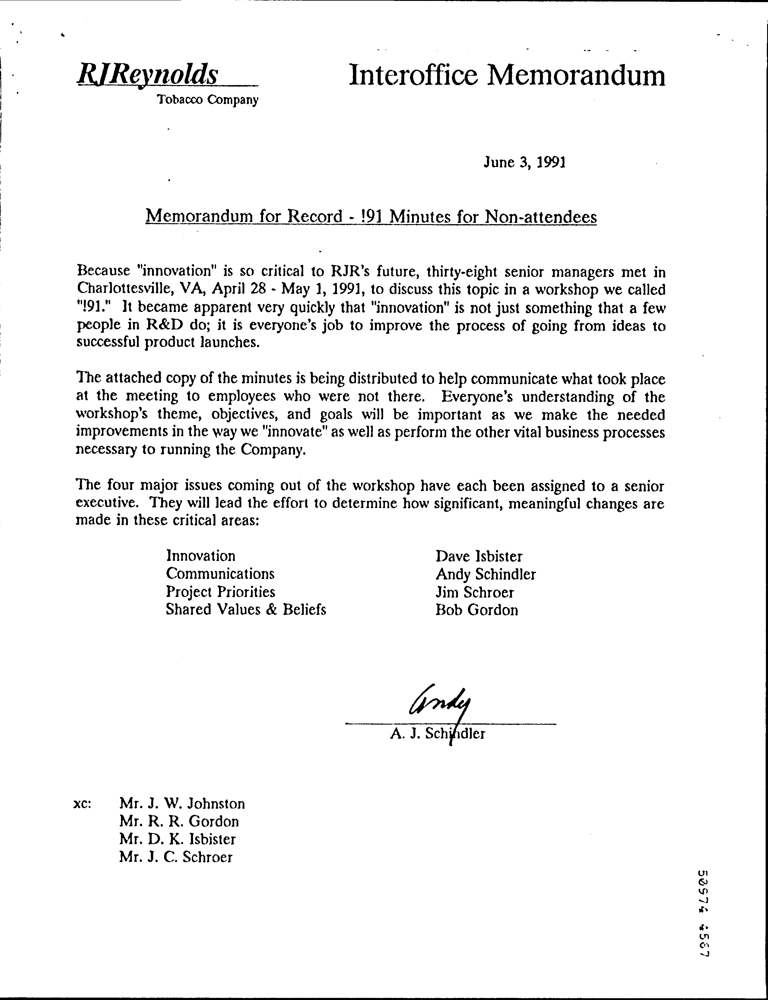 RJReynolds
Tobacco Company
Interoffice Memorandum
June 3, 1991
Memorandum for Record - !91 Minutes for Non-attendees
Because "innovation" is so critical to RJR's future, thirty-eight senior managers met in
Charlottesville, VA, April 28 - May 1, 1991, to discuss this topic in a workshop we called
"!91." It became apparent very quickly that "innovation" is not just something that a few
people in R&D do; it is everyone's job to improve the process of going from ideas to
successful product launches.
The attached copy of the minutes is being distributed to help communicate what took place
at the meeting to employees who were not there. Everyone's understanding of the
workshop's theme, objectives, and goals will be important as we make the needed
improvements in the way we "innovate" as well as perform the other vital business processes
necessary to running the Company.
The four major issues coming out of the workshop have each been assigned to a senior
executive. They will lead the effort to determine how significant, meaningful changes are
made in these critical areas:
Innovation Dave Isbister
Communications Andy Schindler
Project Priorities Jim Schroer
Shared Values & Beliefs Bob Gordon
Andy
A. J. Schindler
xc: Mr. J. W. Johnston
Mr. R. R. Gordon
Mr. D. K. Isbister
Mr. J. C. Schroer
50574 4567